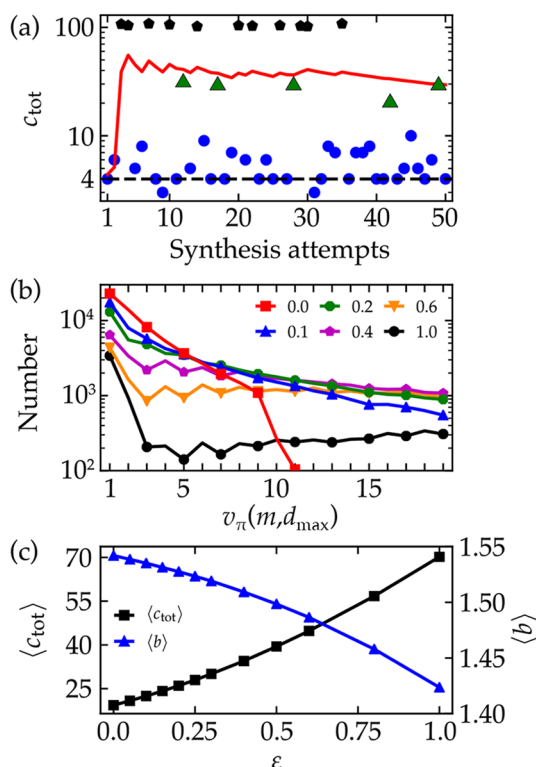 (a)
100
10
4
c_tot
1 10 20 30 40 50
Synthesis attempts
(b)
10^4
10^3
10^2
Number
0.0 0.2 0.6
0.1 0.4 1.0
1 5 10 15
v_π(m,d_max)
(c)
70
55
40
25
⟨c_tot⟩
⟨c_tot⟩
⟨b⟩
1.55
1.50
1.45
1.40
⟨b⟩
0.0 0.25 0.5 0.75 1.0
ε